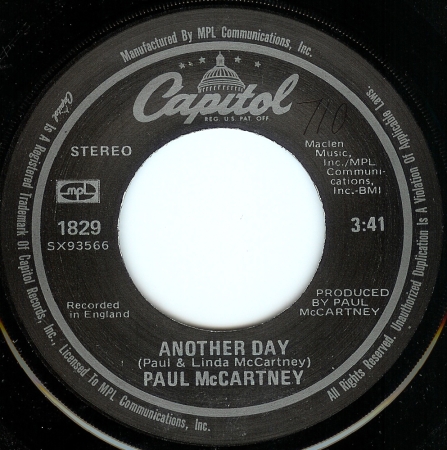 Manufactured By MPL Communications, Inc.
Capitol
REG. U.S. PAT. OFF.
STEREO
Maclen
Music,
Inc./MPL
Communi-
cations,
Inc.-BMI
mpl
1829
SX93566
3:41
Recorded
in England
PRODUCED
BY PAUL
McCARTNEY
ANOTHER DAY
(Paul & Linda McCartney)
PAUL McCARTNEY
Capitol Is A Registered Trademark Of Capitol Records, Inc., Licensed To MPL Communications, Inc.
All Rights Reserved. Unauthorized Duplication Is A Violation Of Applicable Laws.